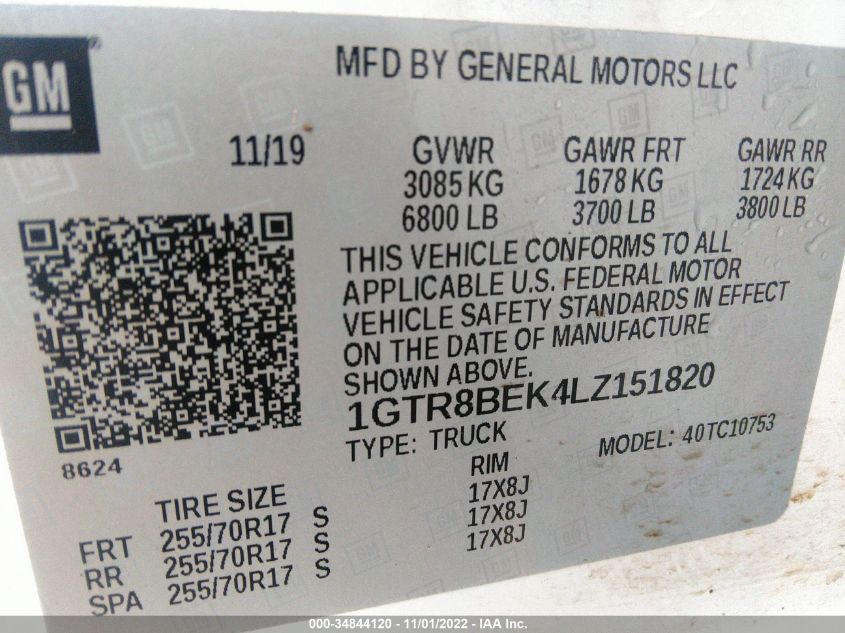 GM
MFD BY GENERAL MOTORS LLC
11/19
GVWR GAWR FRT GAWR RR
3085 KG 1678 KG 1724 KG
6800 LB 3700 LB 3800 LB
THIS VEHICLE CONFORMS TO ALL
APPLICABLE U.S. FEDERAL MOTOR
VEHICLE SAFETY STANDARDS IN EFFECT
ON THE DATE OF MANUFACTURE
SHOWN ABOVE.
1GTR8BEK4LZ151820
TYPE: TRUCK MODEL: 40TC10753
8624
TIRE SIZE RIM
FRT 255/70R17 S 17X8J
RR 255/70R17 S 17X8J
SPA 255/70R17 S 17X8J
000-34844120 - 11/01/2022 - IAA Inc.